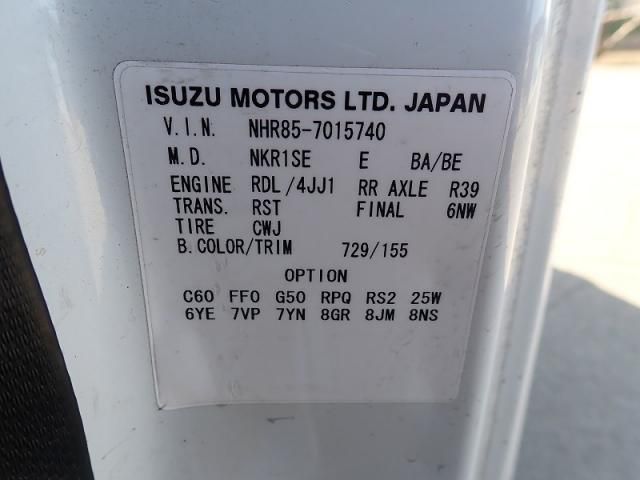 ISUZU MOTORS LTD. JAPAN
V.I.N. NHR85-7015740
M.D. NKR1SE E BA/BE
ENGINE RDL/4JJ1 RR AXLE R39
TRANS. RST FINAL 6NW
TIRE CWJ
B.COLOR/TRIM 729/155
OPTION
C60 FF0 G50 RPQ RS2 25W
6YE 7VP 7YN 8GR 8JM 8NS